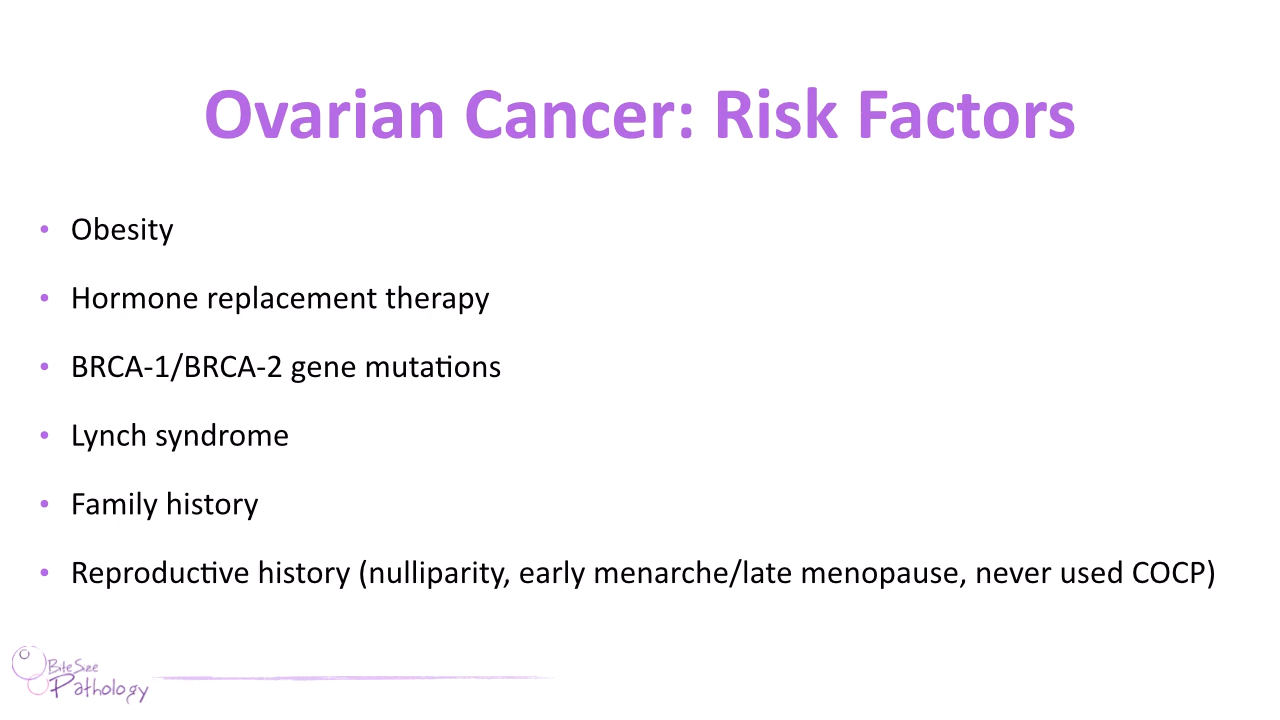 Ovarian Cancer: Risk Factors
• Obesity
• Hormone replacement therapy
• BRCA-1/BRCA-2 gene mutations
• Lynch syndrome
• Family history
• Reproductive history (nulliparity, early menarche/late menopause, never used COCP)
Bite Size
Pathology